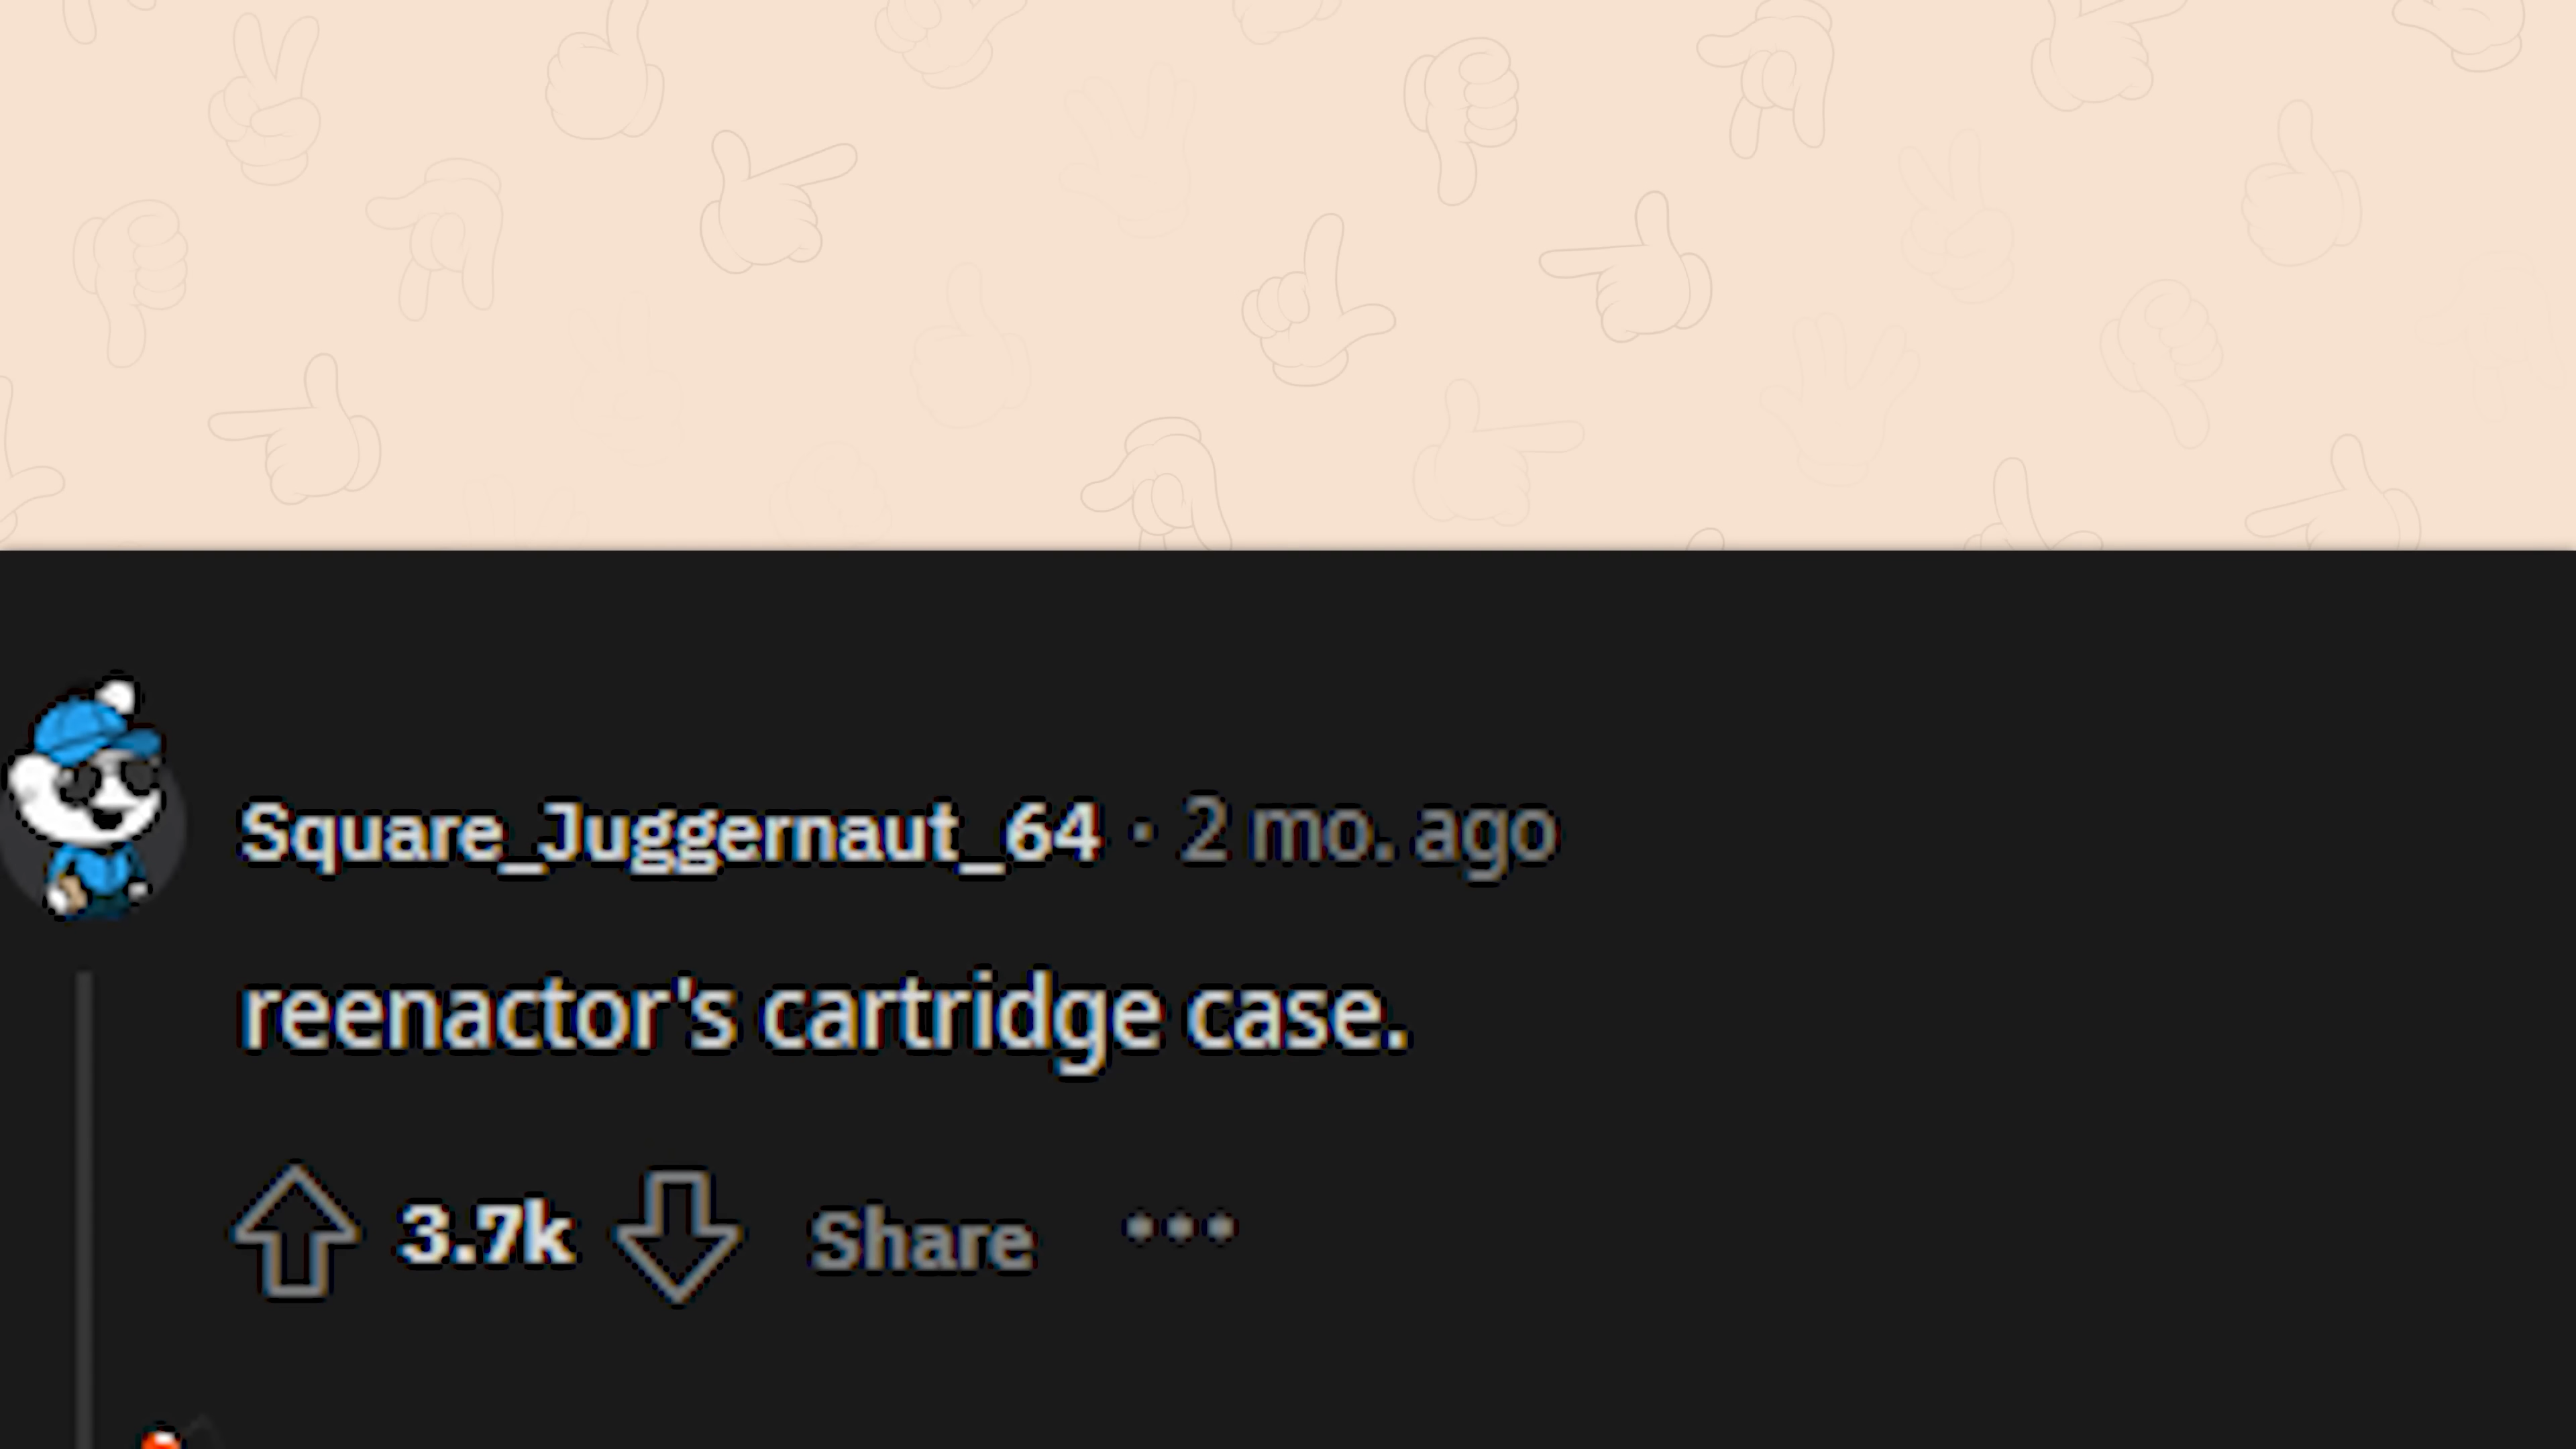 Square_Juggernaut_64 · 2 mo. ago
reenactor's cartridge case.
3.7k Share •••